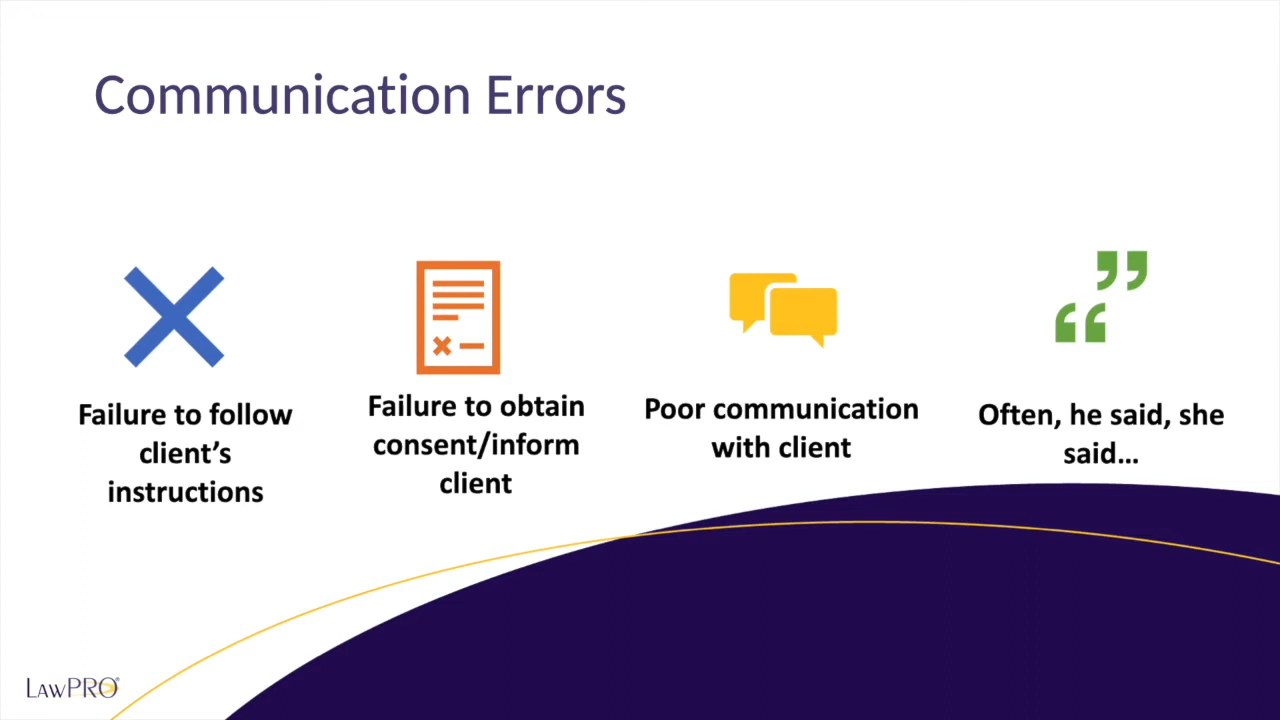 Communication Errors
Failure to follow
client’s
instructions
Failure to obtain
consent/inform
client
Poor communication
with client
Often, he said, she
said…
LAWPRO®